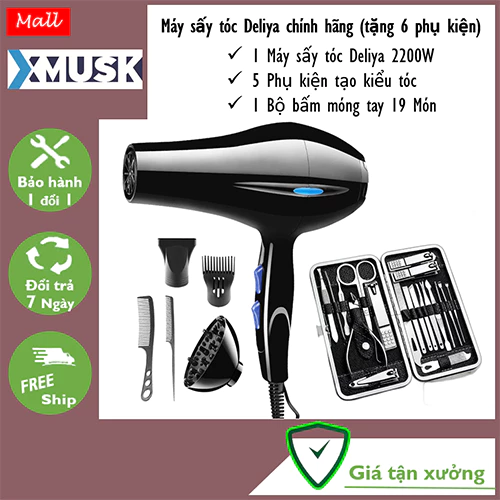 Mall
XMUSK
Máy sấy tóc Deliya chính hãng (tặng 6 phụ kiện)
✓ 1 Máy sấy tóc Deliya 2200W
✓ 5 Phụ kiện tạo kiểu tóc
✓ 1 Bộ bấm móng tay 19 Món
Bảo hành
1 đổi 1
Đổi trả
7 Ngày
FREE
Ship
Giá tận xưởng